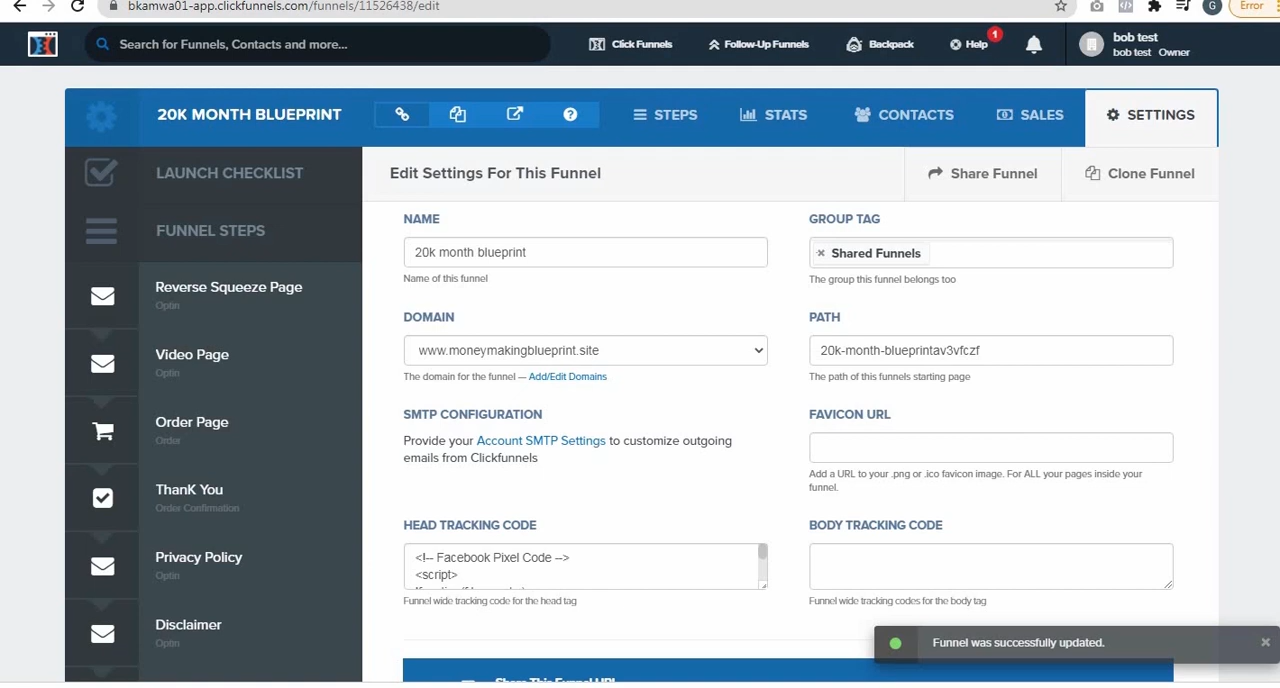 bkamwa01-app.clickfunnels.com/funnels/11526438/edit
G
Error
Search for Funnels, Contacts and more...
Click Funnels
Follow-Up Funnels
Backpack
Help
1
bob test
bob test Owner
20K MONTH BLUEPRINT
STEPS
STATS
CONTACTS
SALES
SETTINGS
LAUNCH CHECKLIST
Edit Settings For This Funnel
Share Funnel
Clone Funnel
FUNNEL STEPS
Reverse Squeeze Page
Optin
Video Page
Optin
Order Page
Order
ThanK You
Order Confirmation
Privacy Policy
Optin
Disclaimer
Optin
NAME
20k month blueprint
Name of this funnel
GROUP TAG
× Shared Funnels
The group this funnel belongs too
DOMAIN
www.moneymakingblueprint.site
The domain for the funnel — Add/Edit Domains
PATH
20k-month-blueprintav3vfczf
The path of this funnels starting page
SMTP CONFIGURATION
Provide your Account SMTP Settings to customize outgoing
emails from Clickfunnels
FAVICON URL
Add a URL to your .png or .ico favicon image. For ALL your pages inside your
funnel.
HEAD TRACKING CODE
<!-- Facebook Pixel Code -->
<script>
Funnel wide tracking code for the head tag
BODY TRACKING CODE
Funnel wide tracking codes for the body tag
Funnel was successfully updated.
×
Share This Funnel URL